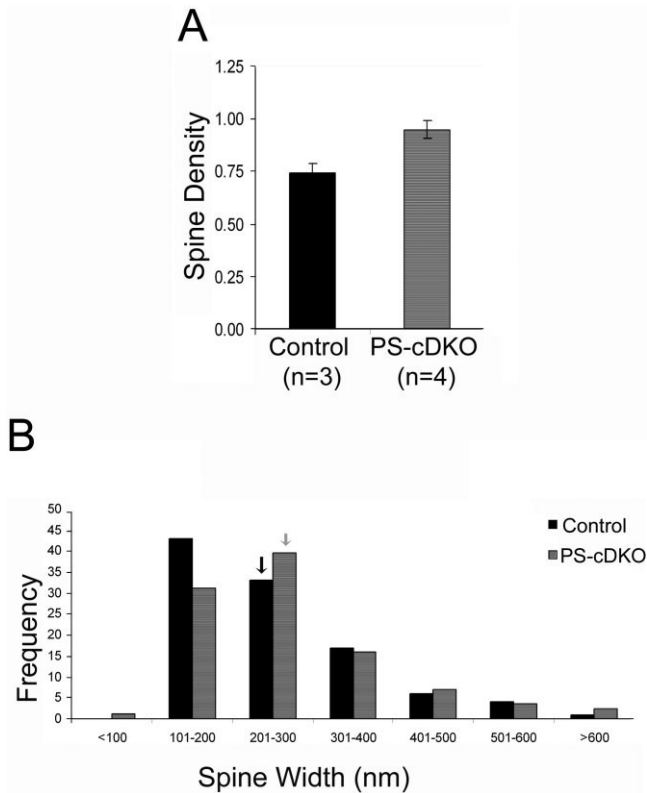 A
1.25
1.00
0.75
0.50
0.25
0.00
Spine Density
Control PS-cDKO
(n=3) (n=4)
B
50
45
40
35
30
25
20
15
10
5
0
Frequency
Control
PS-cDKO
<100 101-200 201-300 301-400 401-500 501-600 >600
Spine Width (nm)